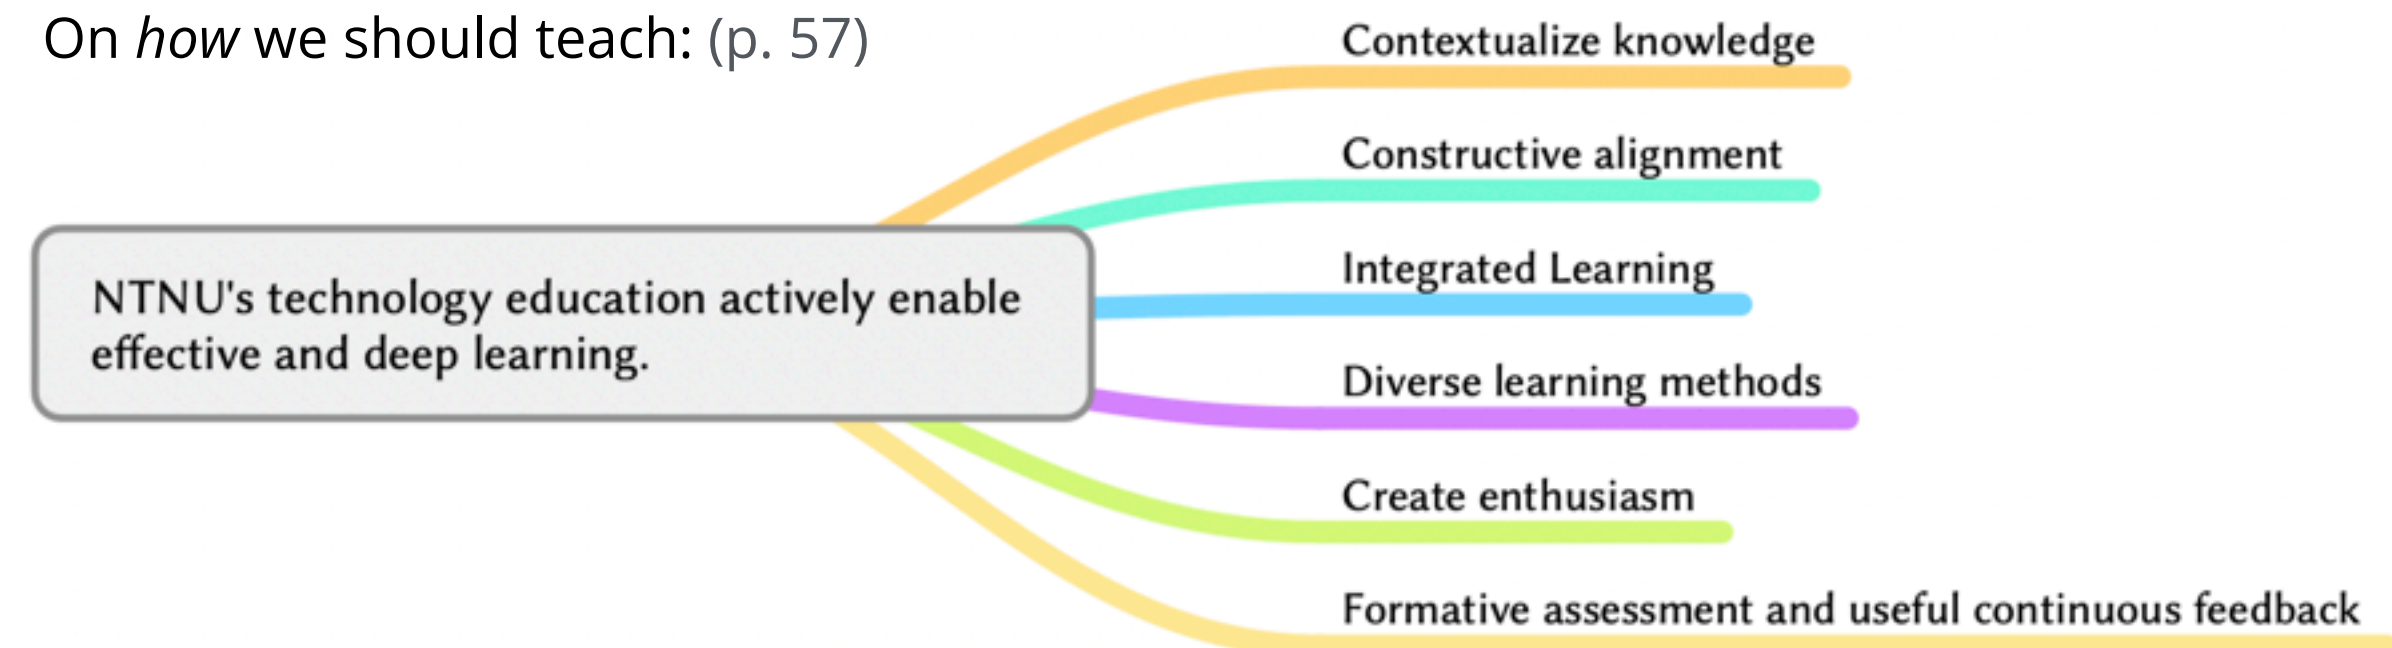 On how we should teach: (p. 57)
Contextualize knowledge
Constructive alignment
Integrated Learning
NTNU's technology education actively enable
effective and deep learning.
Diverse learning methods
Create enthusiasm
Formative assessment and useful continuous feedback